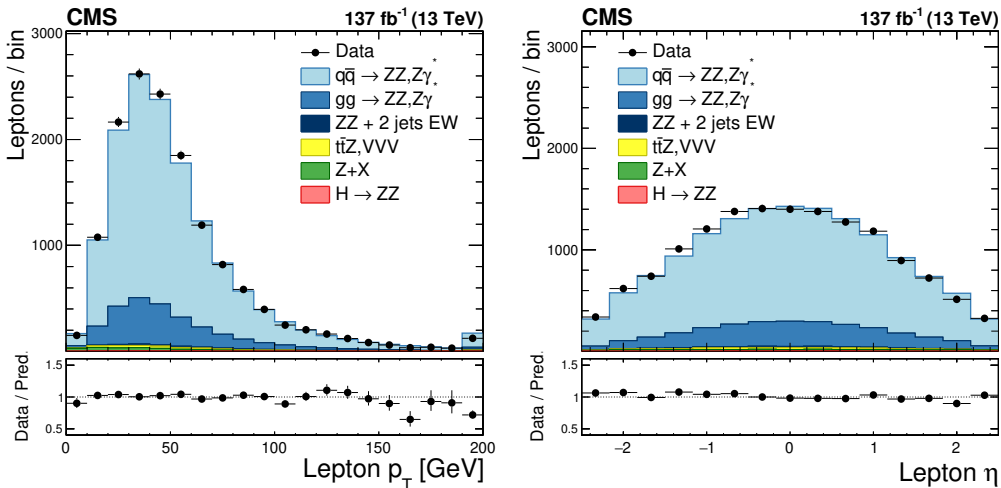 CMS 137 fb⁻¹ (13 TeV)
Leptons / bin
3000
2000
1000
Data
qq̅ → ZZ,Zγ*
gg → ZZ,Zγ*
ZZ + 2 jets EW
tt̅Z,VVV
Z+X
H → ZZ
Data / Pred.
1.5
1
0.5
0 50 100 150 200
Lepton p_T [GeV]
CMS 137 fb⁻¹ (13 TeV)
Leptons / bin
3000
2000
1000
Data
qq̅ → ZZ,Zγ*
gg → ZZ,Zγ*
ZZ + 2 jets EW
tt̅Z,VVV
Z+X
H → ZZ
Data / Pred.
1.5
1
0.5
−2 −1 0 1 2
Lepton η